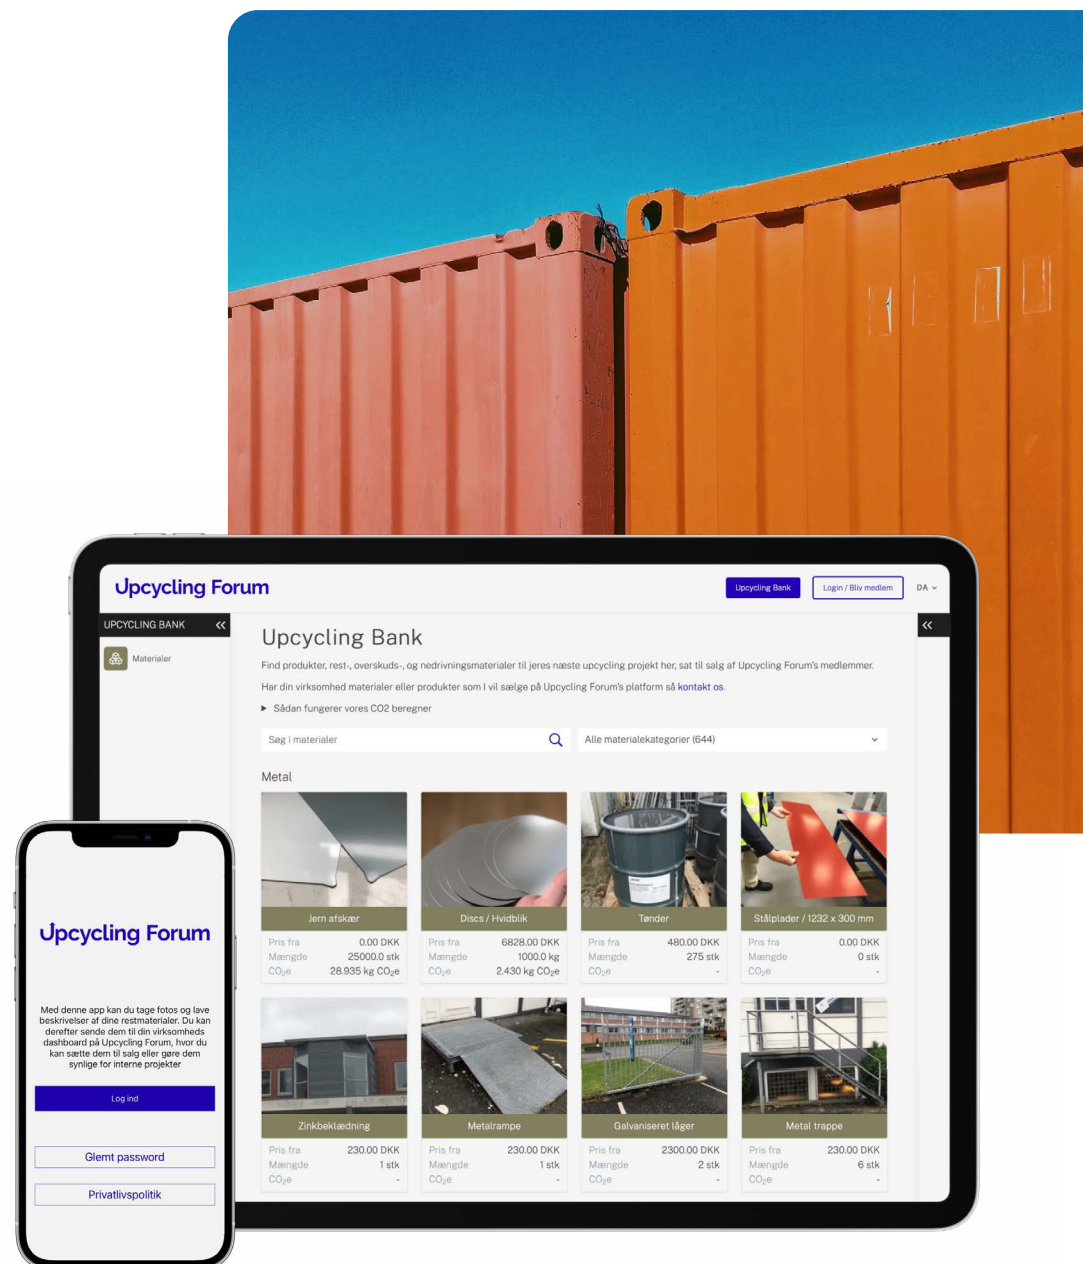 Upcycling Forum
Upcycling Bank
Login / Bliv medlem
DA
UPCYCLING BANK
Materialer
Upcycling Bank
Find produkter, rest-, overskuds-, og nedrivningsmaterialer til jeres næste upcycling projekt her, sat til salg af Upcycling Forum's medlemmer.
Har din virksomhed materialer eller produkter som I vil sælge på Upcycling Forum's platform så kontakt os.
Sådan fungerer vores CO2 beregner
Søg i materialer
Alle materialekategorier (644)
Metal
Jern afskær
Pris fra 0.00 DKK
Mængde 25000.0 stk
CO₂e 28.935 kg CO₂e
Discs / Hvidblik
Pris fra 6828.00 DKK
Mængde 1000.0 kg
CO₂e 2.430 kg CO₂e
Tønder
Pris fra 480.00 DKK
Mængde 275 stk
CO₂e -
Stålplader / 1232 x 300 mm
Pris fra 0.00 DKK
Mængde 0 stk
CO₂e -
Zinkbeklædning
Pris fra 230.00 DKK
Mængde 1 stk
CO₂e -
Metalrampe
Pris fra 230.00 DKK
Mængde 1 stk
CO₂e -
Galvaniseret låger
Pris fra 2300.00 DKK
Mængde 2 stk
CO₂e -
Metal trappe
Pris fra 230.00 DKK
Mængde 6 stk
CO₂e -
Upcycling Forum
Med denne app kan du tage fotos og lave
beskrivelser af dine restmaterialer. Du kan
derefter sende dem til din virksomheds
dashboard på Upcycling Forum, hvor du
kan sætte dem til salg eller gøre dem
synlige for interne projekter
Log ind
Glemt password
Privatlivspolitik